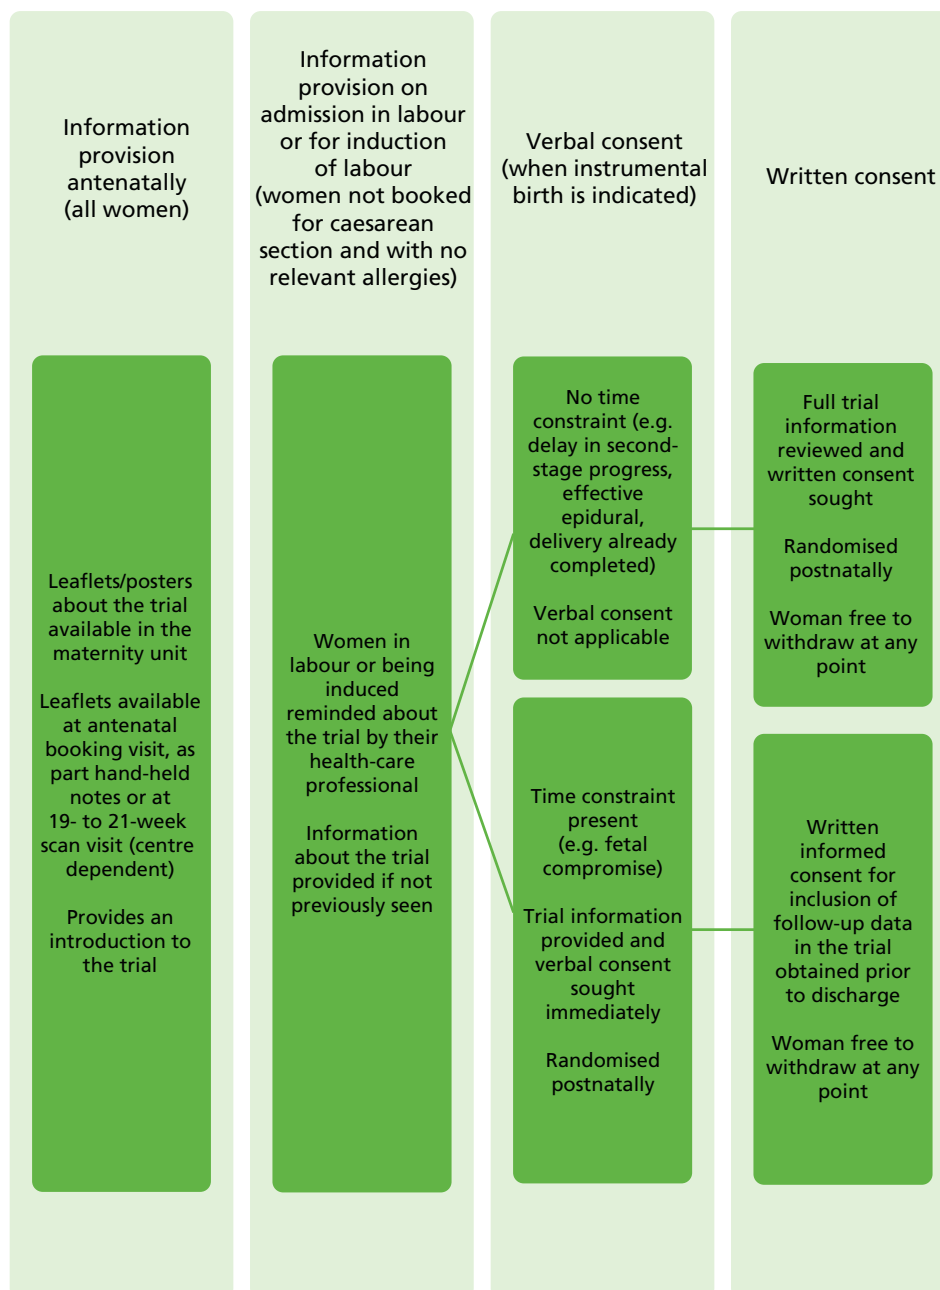 Information
provision
antenatally
(all women)
Information
provision on
admission in labour
or for induction
of labour
(women not booked
for caesarean
section and with no
relevant allergies)
Verbal consent
(when instrumental
birth is indicated)
Written consent
Leaflets/posters
about the trial
available in the
maternity unit
Leaflets available
at antenatal
booking visit, as
part hand-held
notes or at
19- to 21-week
scan visit (centre
dependent)
Provides an
introduction to
the trial
Women in
labour or being
induced
reminded about
the trial by their
health-care
professional
Information
about the trial
provided if not
previously seen
No time
constraint (e.g.
delay in second-
stage progress,
effective
epidural,
delivery already
completed)
Verbal consent
not applicable
Time constraint
present
(e.g. fetal
compromise)
Trial information
provided and
verbal consent
sought
immediately
Randomised
postnatally
Full trial
information
reviewed and
written consent
sought
Randomised
postnatally
Woman free to
withdraw at any
point
Written
informed
consent for
inclusion of
follow-up data
in the trial
obtained prior
to discharge
Woman free to
withdraw at any
point